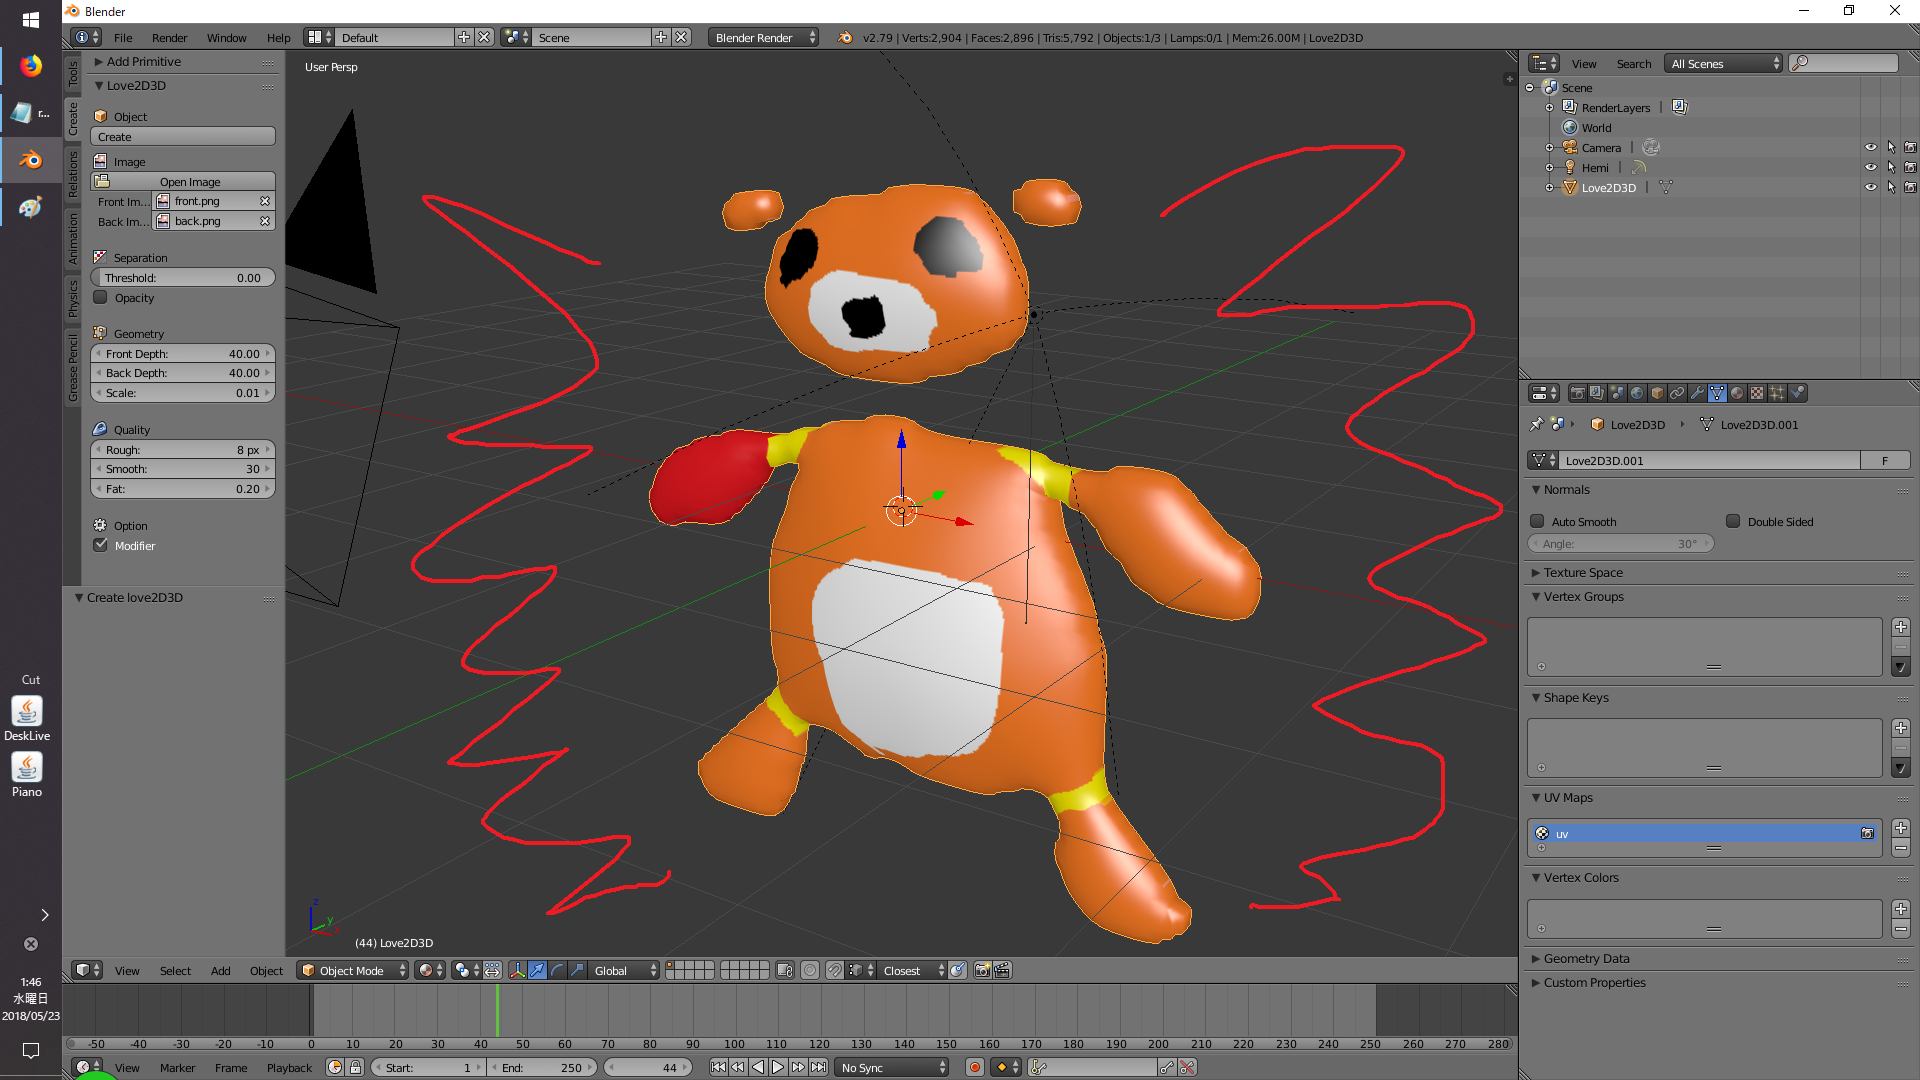 Blender
File Render Window Help Default Scene Blender Render v2.79 | Verts:2,904 | Faces:2,896 | Tris:5,792 | Objects:1/3 | Lamps:0/1 | Mem:26.00M | Love2D3D
Tools
Create
Relations
Animation
Physics
Grease Pencil
Add Primitive
Love2D3D
Object
Create
Image
Open Image
Front Im... front.png
Back Im... back.png
Separation
Threshold: 0.00
Opacity
Geometry
Front Depth: 40.00
Back Depth: 40.00
Scale: 0.01
Quality
Rough: 8 px
Smooth: 30
Fat: 0.20
Option
Modifier
Create love2D3D
User Persp
z
y
x
(44) Love2D3D
View Search All Scenes
Scene
RenderLayers |
World
Camera |
Hemi |
Love2D3D |
Love2D3D Love2D3D.001
Love2D3D.001 F
Normals
Auto Smooth Double Sided
Angle: 30°
Texture Space
Vertex Groups
Shape Keys
UV Maps
uv
Vertex Colors
Geometry Data
Custom Properties
View Select Add Object Object Mode Global Closest
-50 -40 -30 -20 -10 0 10 20 30 40 50 60 70 80 90 100 110 120 130 140 150 160 170 180 190 200 210 220 230 240 250 260 270 280
View Marker Frame Playback Start: 1 End: 250 44 No Sync
r...
Cut
DeskLive
Piano
1:46
水曜日
2018/05/23